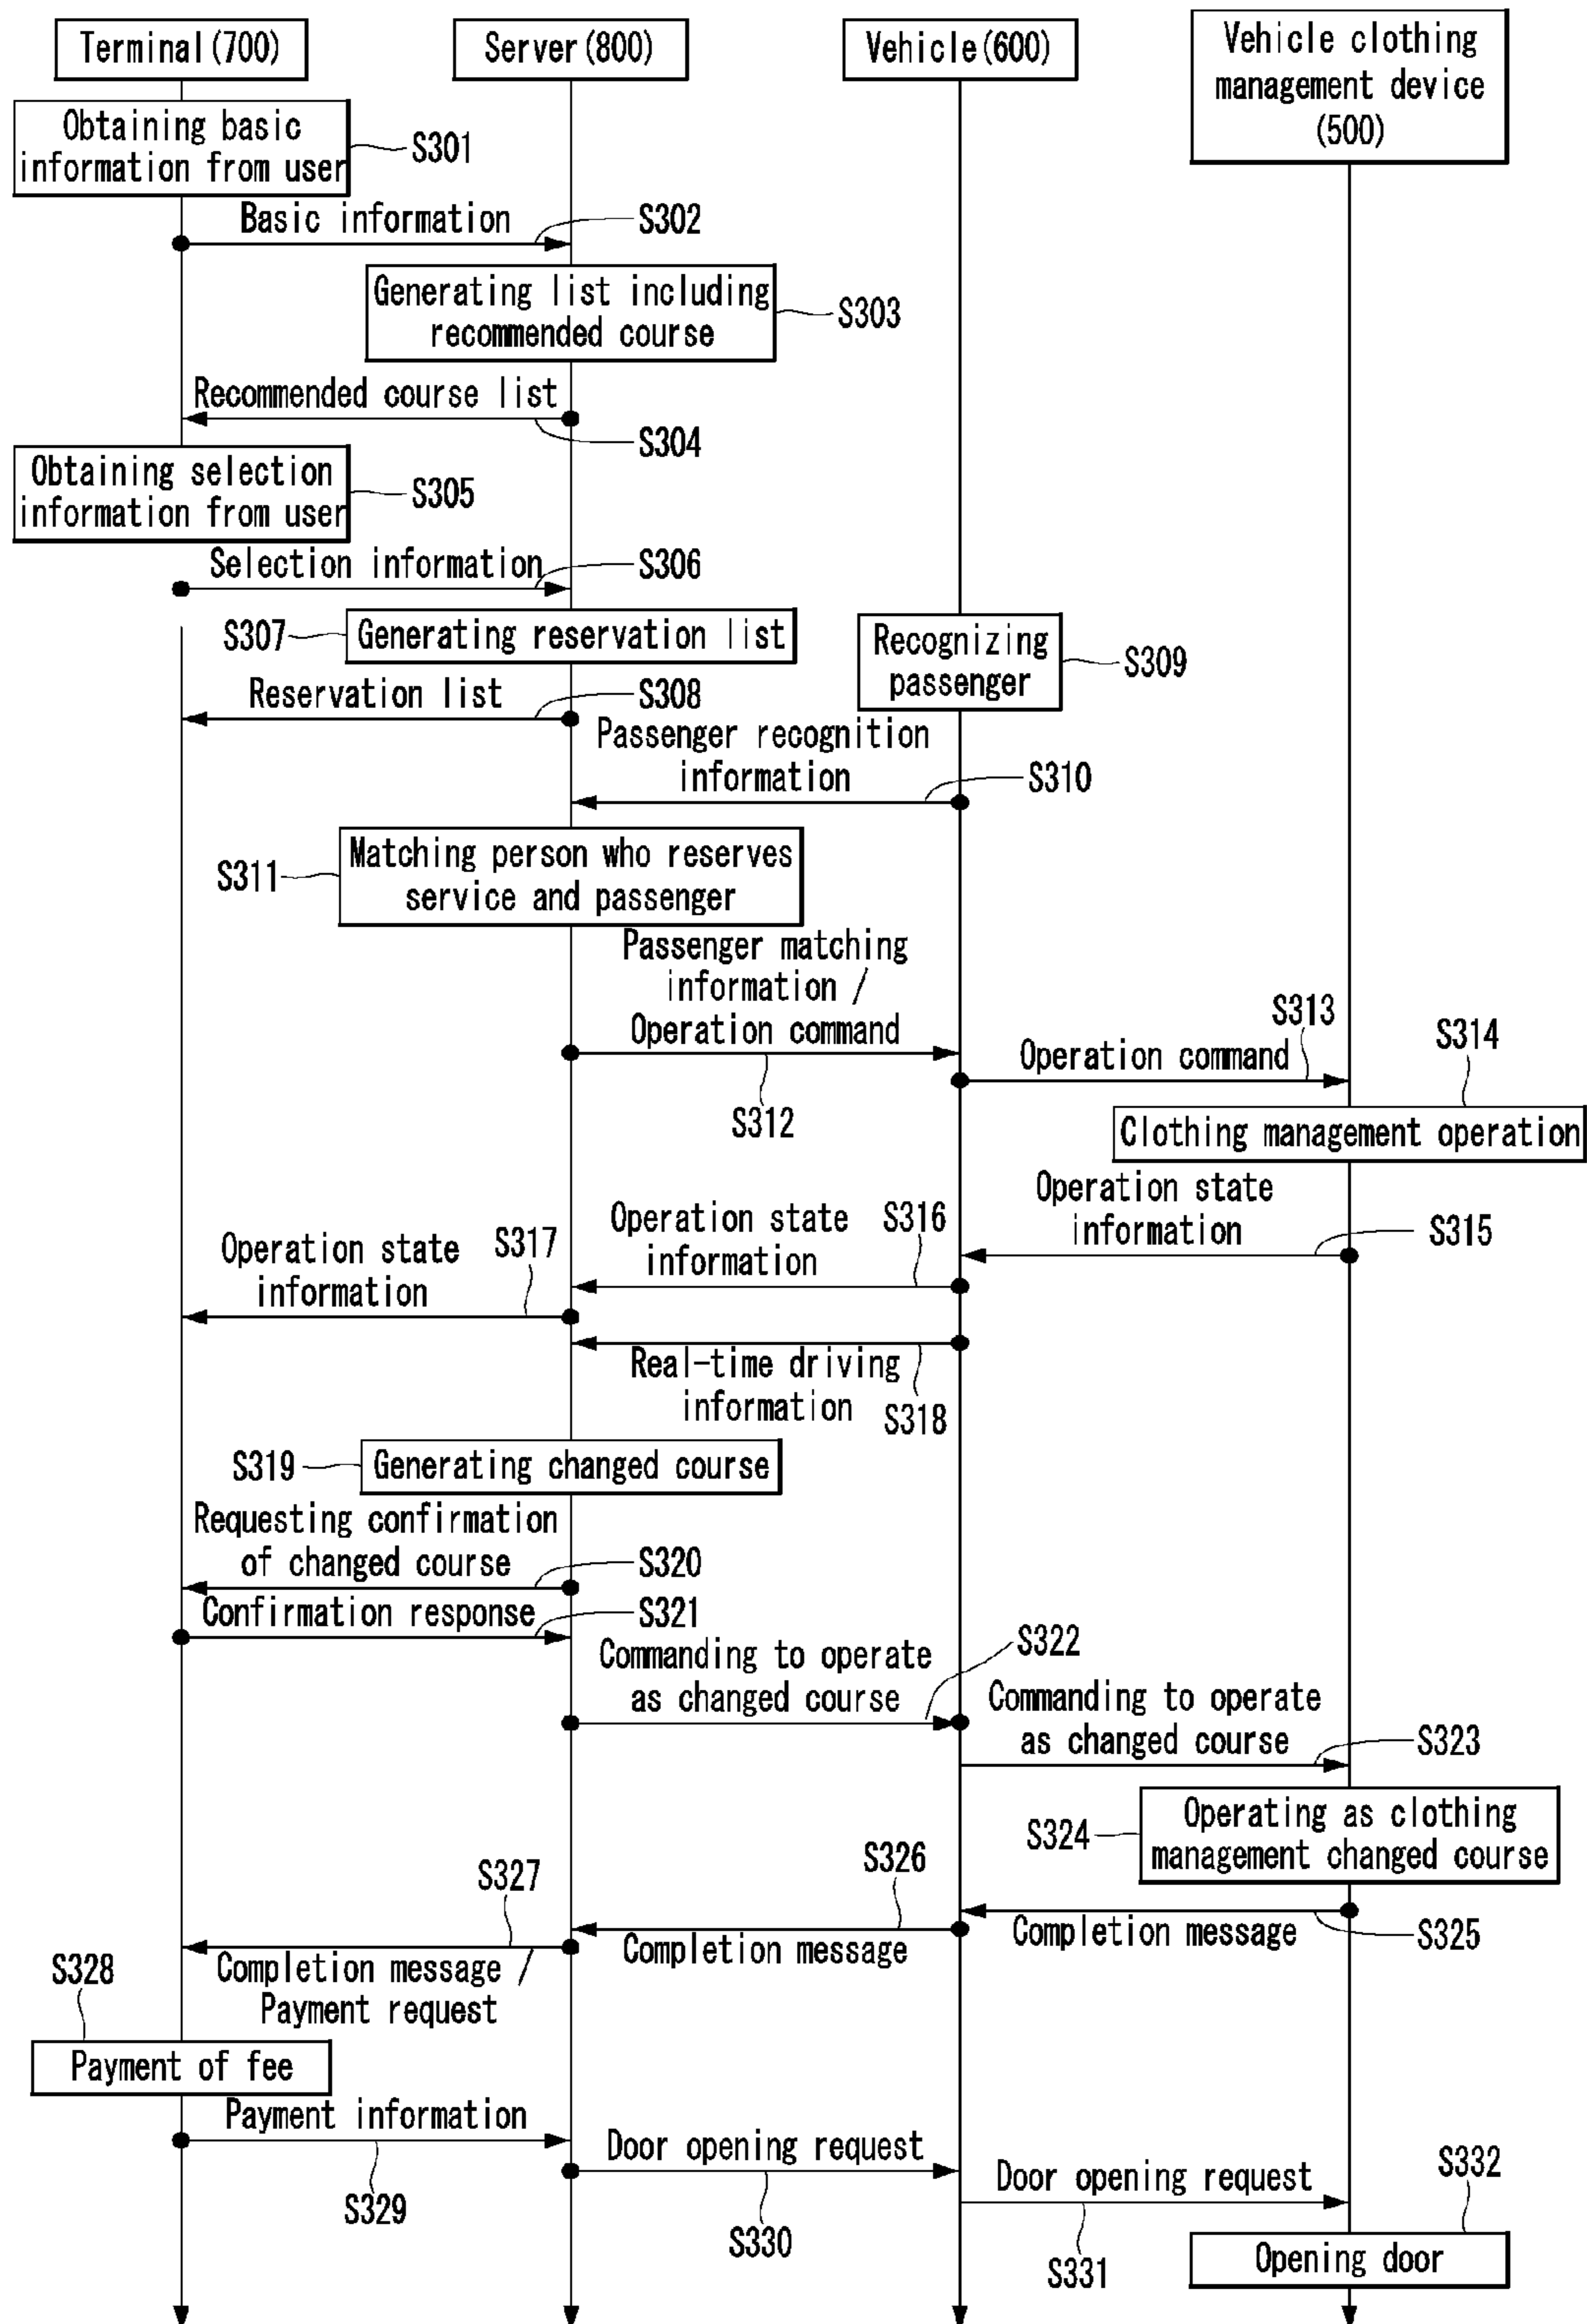 Terminal(700)
Server(800)
Vehicle(600)
Vehicle clothing
management device
(500)
Obtaining basic
information from user
S301
Basic information
S302
Generating list including
recommended course
S303
Recommended course list
S304
Obtaining selection
information from user
S305
Selection information
S306
S307
Generating reservation list
Recognizing
passenger
S309
Reservation list
S308
Passenger recognition
information
S310
S311
Matching person who reserves
service and passenger
Passenger matching
information /
Operation command
S312
Operation command
S313
S314
Clothing management operation
Operation state
information
S315
Operation state
information
S316
Operation state
information
S317
Real-time driving
information
S318
S319
Generating changed course
Requesting confirmation
of changed course
S320
Confirmation response
S321
Commanding to operate
as changed course
S322
Commanding to operate
as changed course
S323
S324
Operating as clothing
management changed course
Completion message
S325
S326
Completion message
S327
Completion message /
Payment request
S328
Payment of fee
Payment information
S329
Door opening request
S330
Door opening request
S331
S332
Opening door